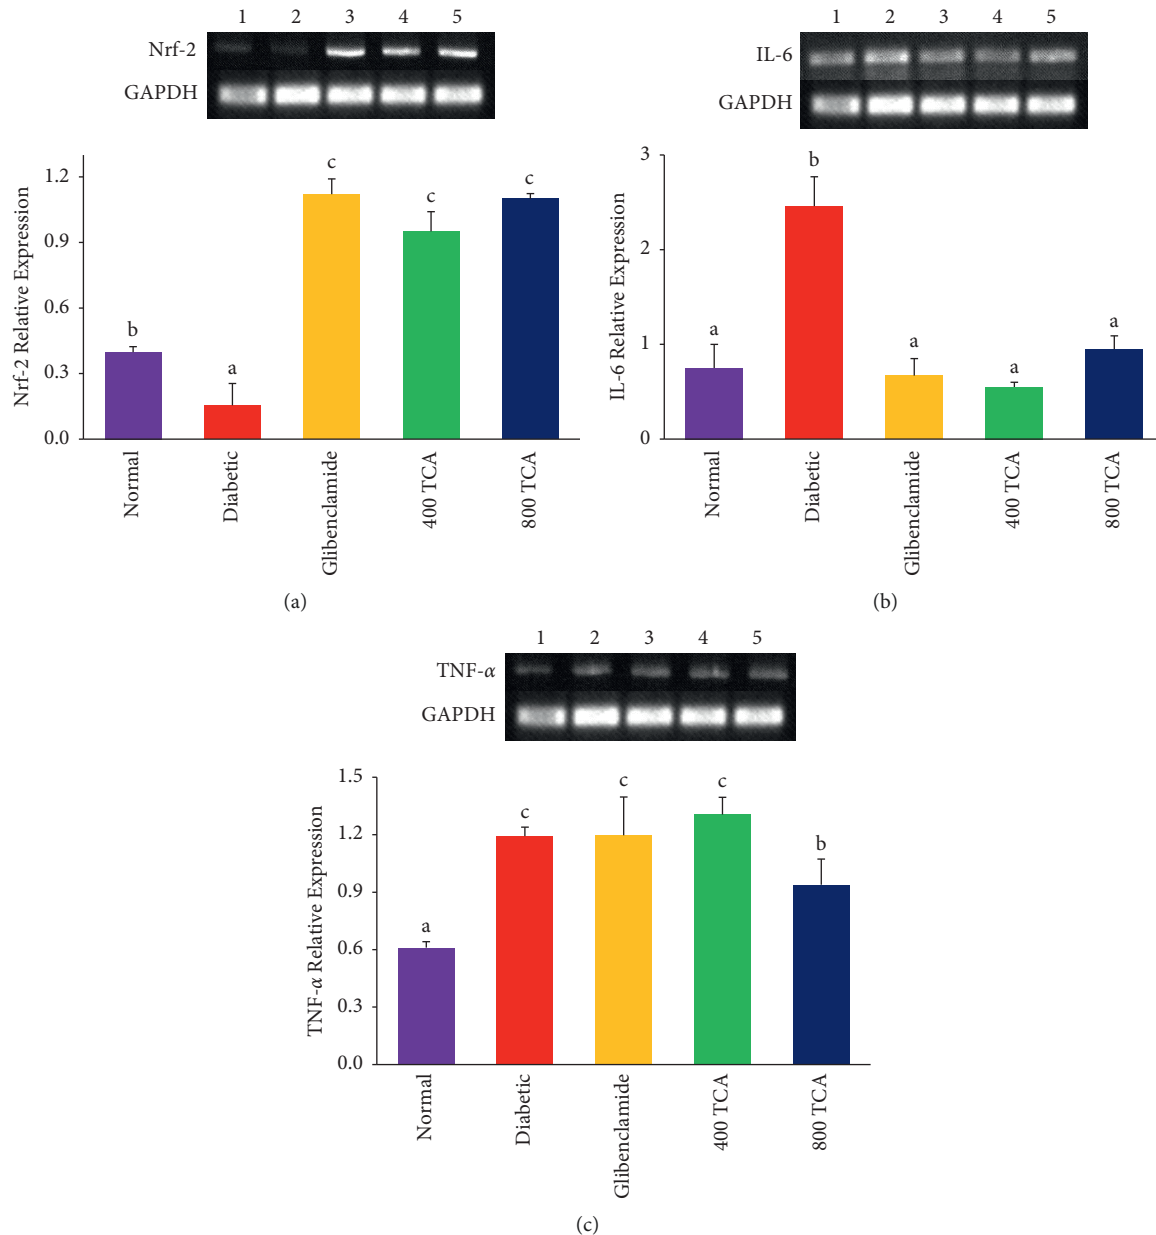 1 2 3 4 5
Nrf-2
GAPDH
Nrf-2 Relative Expression
1.2
0.9
0.6
0.3
0.0
b
a
c
c
c
Normal
Diabetic
Glibenclamide
400 TCA
800 TCA
(a)
1 2 3 4 5
IL-6
GAPDH
IL-6 Relative Expression
3
2
1
0
a
b
a
a
a
Normal
Diabetic
Glibenclamide
400 TCA
800 TCA
(b)
1 2 3 4 5
TNF-α
GAPDH
TNF-α Relative Expression
1.5
1.2
0.9
0.6
0.3
0.0
a
c
c
c
b
Normal
Diabetic
Glibenclamide
400 TCA
800 TCA
(c)